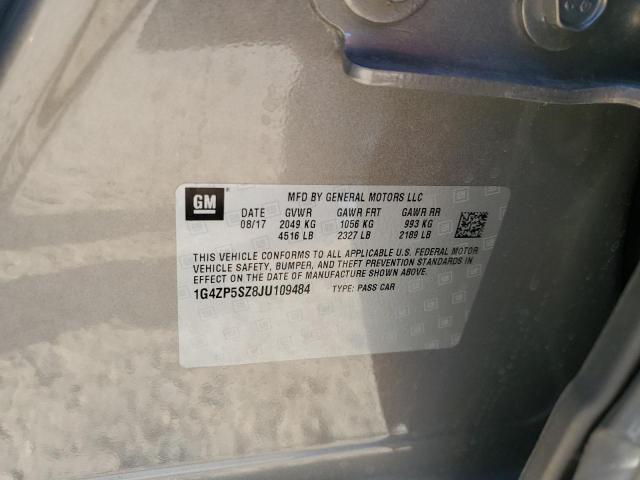 GM
MFD BY GENERAL MOTORS LLC
DATE GVWR GAWR FRT GAWR RR
08/17 2049 KG 1056 KG 993 KG
4516 LB 2327 LB 2189 LB
THIS VEHICLE CONFORMS TO ALL APPLICABLE U.S. FEDERAL MOTOR
VEHICLE SAFETY, BUMPER, AND THEFT PREVENTION STANDARDS IN
EFFECT ON THE DATE OF MANUFACTURE SHOWN ABOVE.
1G4ZP5SZ8JU109484 TYPE: PASS CAR